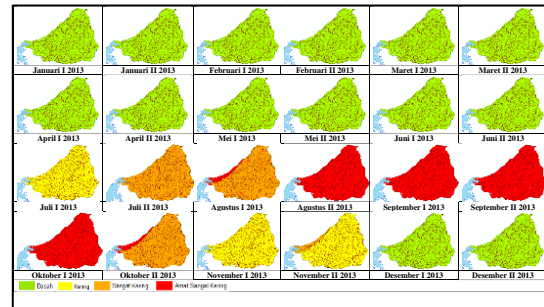 Januari I 2013 Januari II 2013 Februari I 2013 Februari II 2013 Maret I 2013 Maret II 2013
April I 2013 April II 2013 Mei I 2013 Mei II 2013 Juni I 2013 Juni II 2013
Juli I 2013 Juli II 2013 Agustus I 2013 Agustus II 2013 September I 2013 September II 2013
Oktober I 2013 Oktober II 2013 November I 2013 November II 2013 Desember I 2013 Desember II 2013
Basah Kering Sangat Kering Amat Sangat Kering